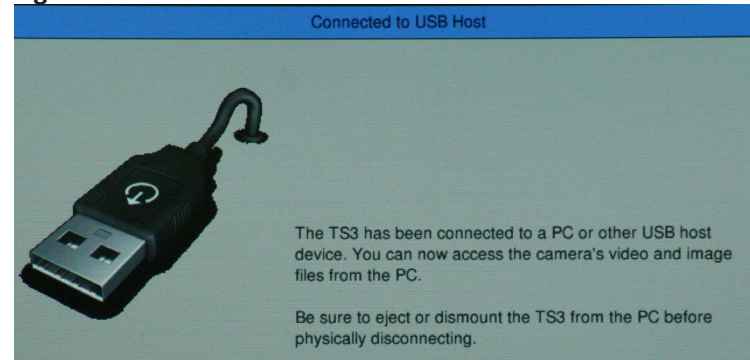 Connected to USB Host
The TS3 has been connected to a PC or other USB host
device. You can now access the camera's video and image
files from the PC.
Be sure to eject or dismount the TS3 from the PC before
physically disconnecting.